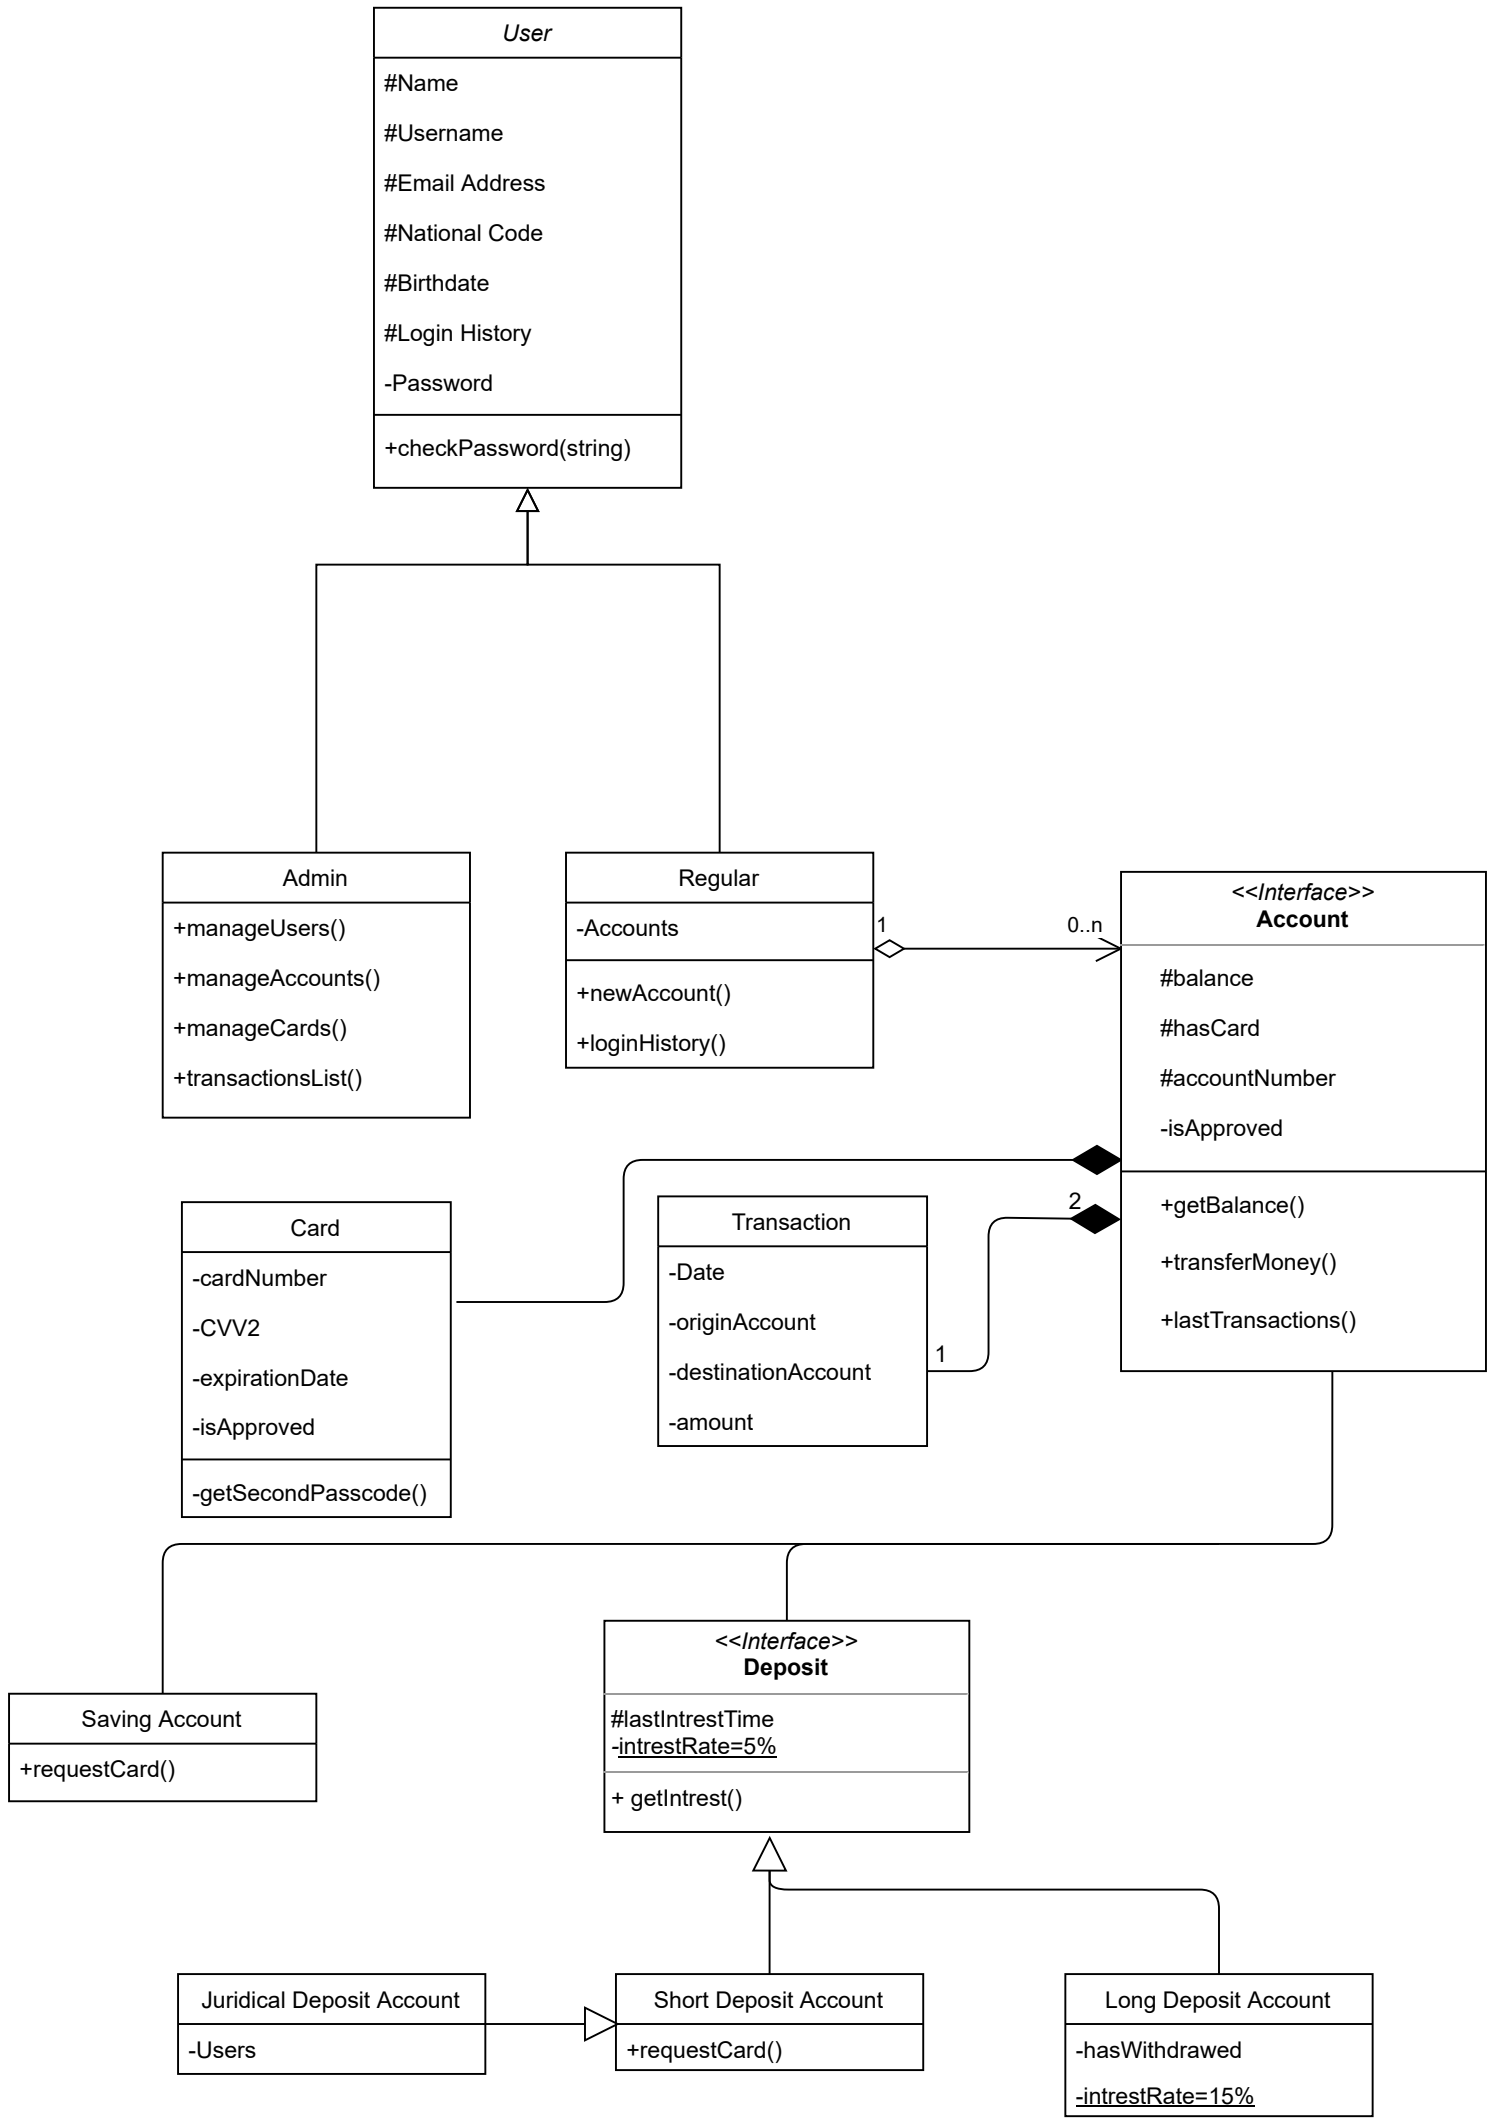 User
#Name
#Username
#Email Address
#National Code
#Birthdate
#Login History
-Password
+checkPassword(string)
Admin
+manageUsers()
+manageAccounts()
+manageCards()
+transactionsList()
Regular
-Accounts
+newAccount()
+loginHistory()
1
0..n
<<Interface>>
Account
#balance
#hasCard
#accountNumber
-isApproved
+getBalance()
+transferMoney()
+lastTransactions()
Card
-cardNumber
-CVV2
-expirationDate
-isApproved
-getSecondPasscode()
Transaction
-Date
-originAccount
-destinationAccount
-amount
2
1
Saving Account
+requestCard()
<<Interface>>
Deposit
#lastIntrestTime
-intrestRate=5%
+ getIntrest()
Juridical Deposit Account
-Users
Short Deposit Account
+requestCard()
Long Deposit Account
-hasWithdrawed
-intrestRate=15%